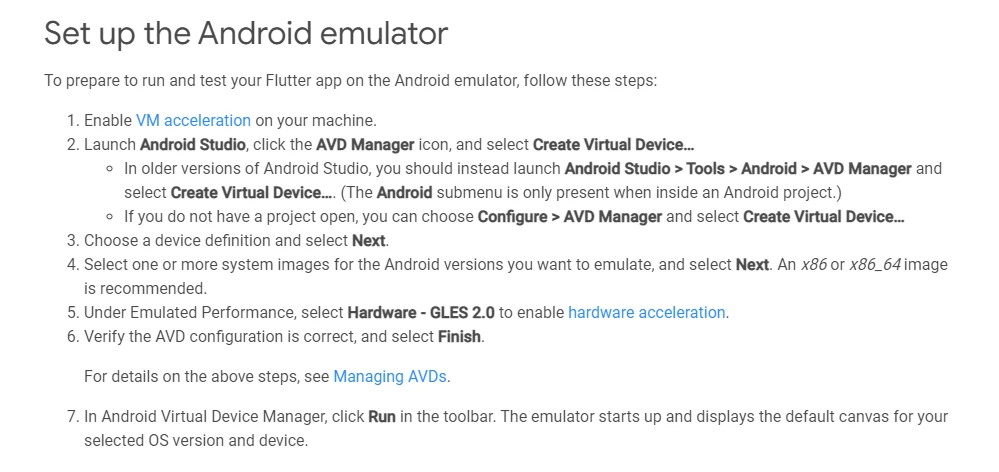 Set up the Android emulator
To prepare to run and test your Flutter app on the Android emulator, follow these steps:
1. Enable VM acceleration on your machine.
2. Launch Android Studio, click the AVD Manager icon, and select Create Virtual Device...
In older versions of Android Studio, you should instead launch Android Studio > Tools > Android > AVD Manager and
select Create Virtual Device.... (The Android submenu is only present when inside an Android project.)
If you do not have a project open, you can choose Configure > AVD Manager and select Create Virtual Device...
3. Choose a device definition and select Next.
4. Select one or more system images for the Android versions you want to emulate, and select Next. An x86 or x86_64 image
is recommended.
5. Under Emulated Performance, select Hardware - GLES 2.0 to enable hardware acceleration.
6. Verify the AVD configuration is correct, and select Finish.
For details on the above steps, see Managing AVDs.
7. In Android Virtual Device Manager, click Run in the toolbar. The emulator starts up and displays the default canvas for your
selected OS version and device.